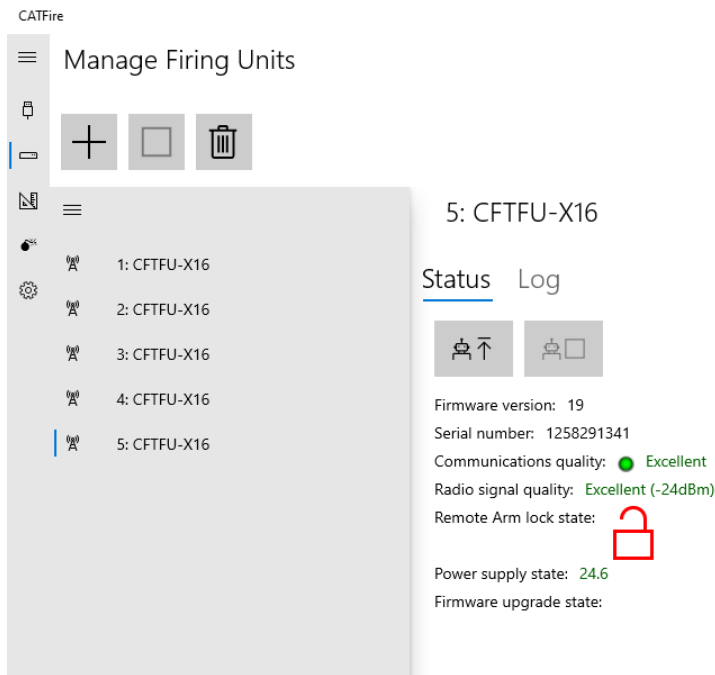 CATFire
Manage Firing Units
1: CFTFU-X16
2: CFTFU-X16
3: CFTFU-X16
4: CFTFU-X16
5: CFTFU-X16
5: CFTFU-X16
Status Log
Firmware version: 19
Serial number: 1258291341
Communications quality: Excellent
Radio signal quality: Excellent (-24dBm)
Remote Arm lock state:
Power supply state: 24.6
Firmware upgrade state: